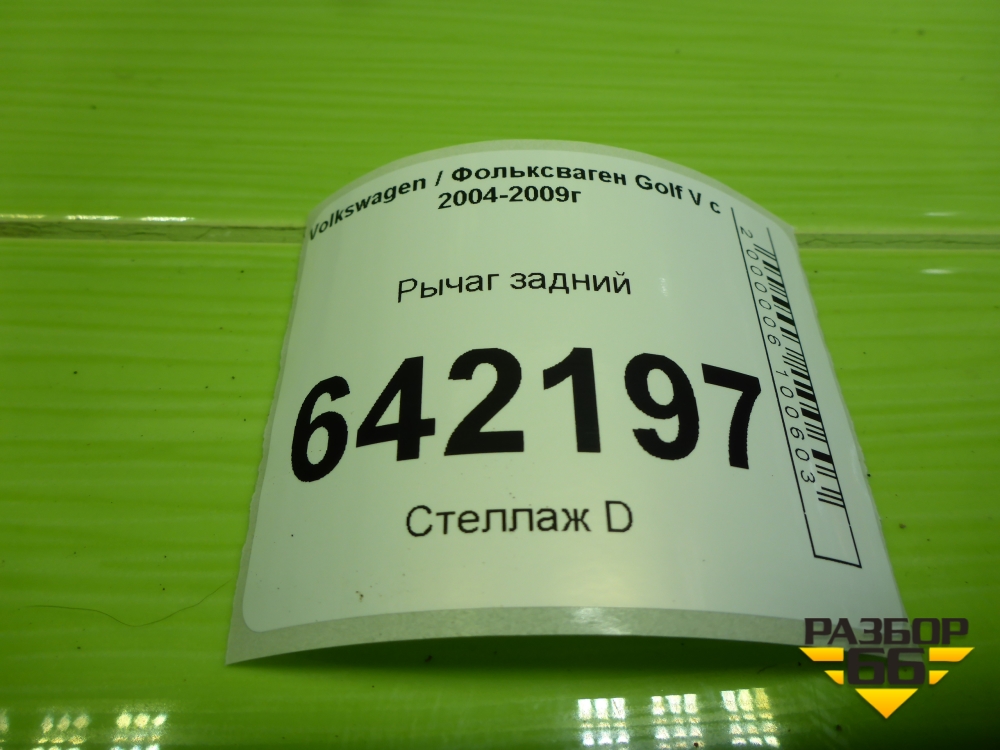 Volkswagen / Фольксваген Golf V с
2004-2009г
Рычаг задний
642197
Стеллаж D
2000006100603
РАЗБОР
66